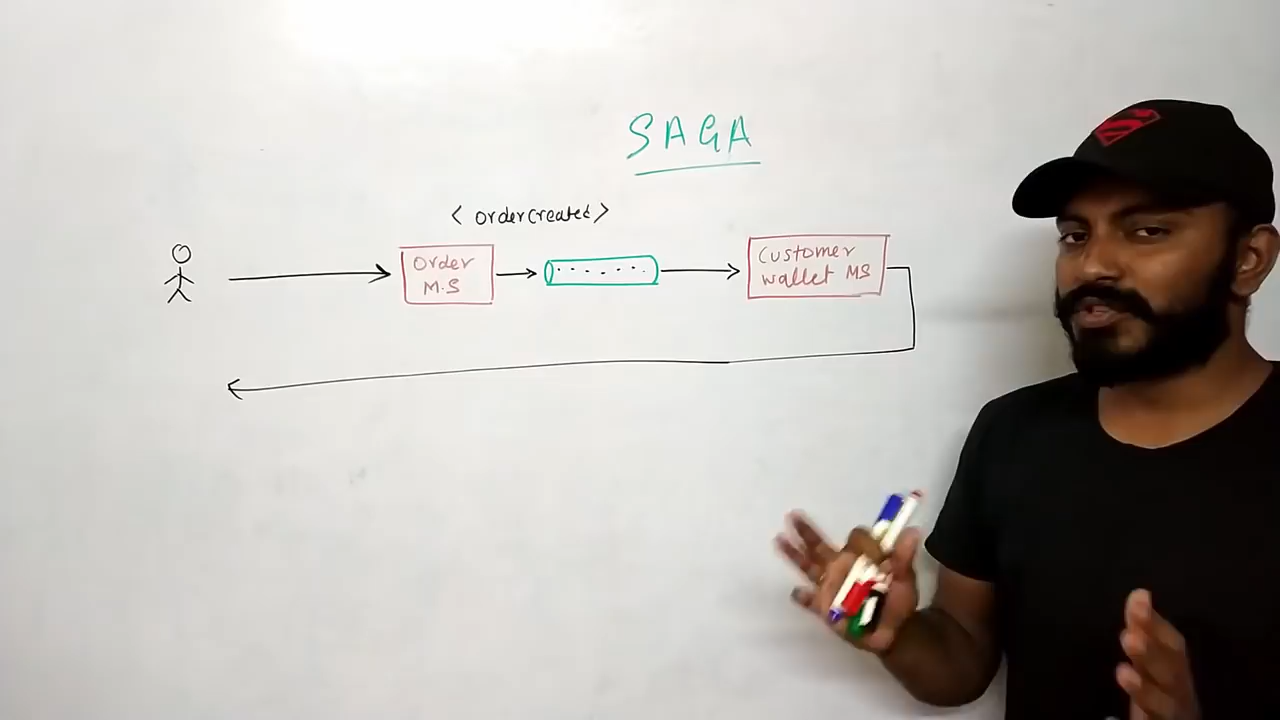 SAGA
< ordercreated >
Order
M.S
Customer
wallet MS